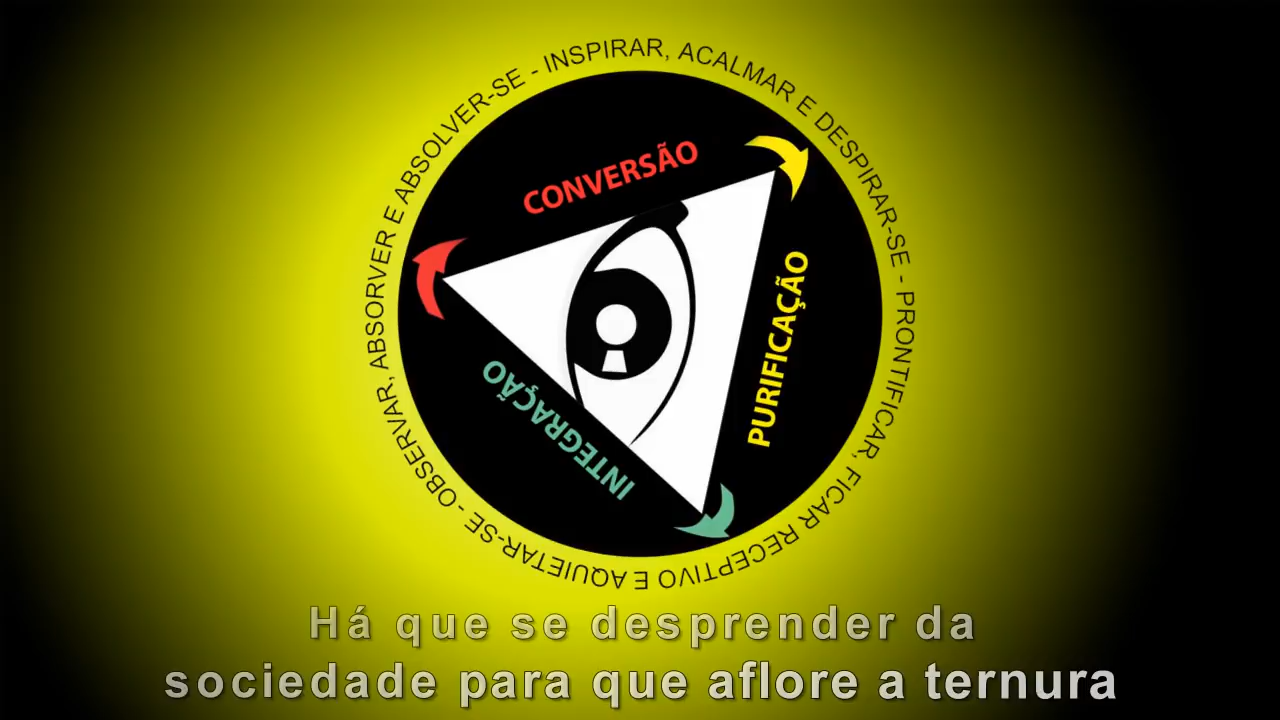 OBSERVAR, ABSORVER E ABSOLVER-SE - INSPIRAR, ACALMAR E DESPIRAR-SE - PRONTIFICAR, FICAR RECEPTIVO E AQUIETAR-SE -
CONVERSÃO
PURIFICAÇÃO
INTEGRAÇÃO
Há que se desprender da
sociedade para que aflore a ternura